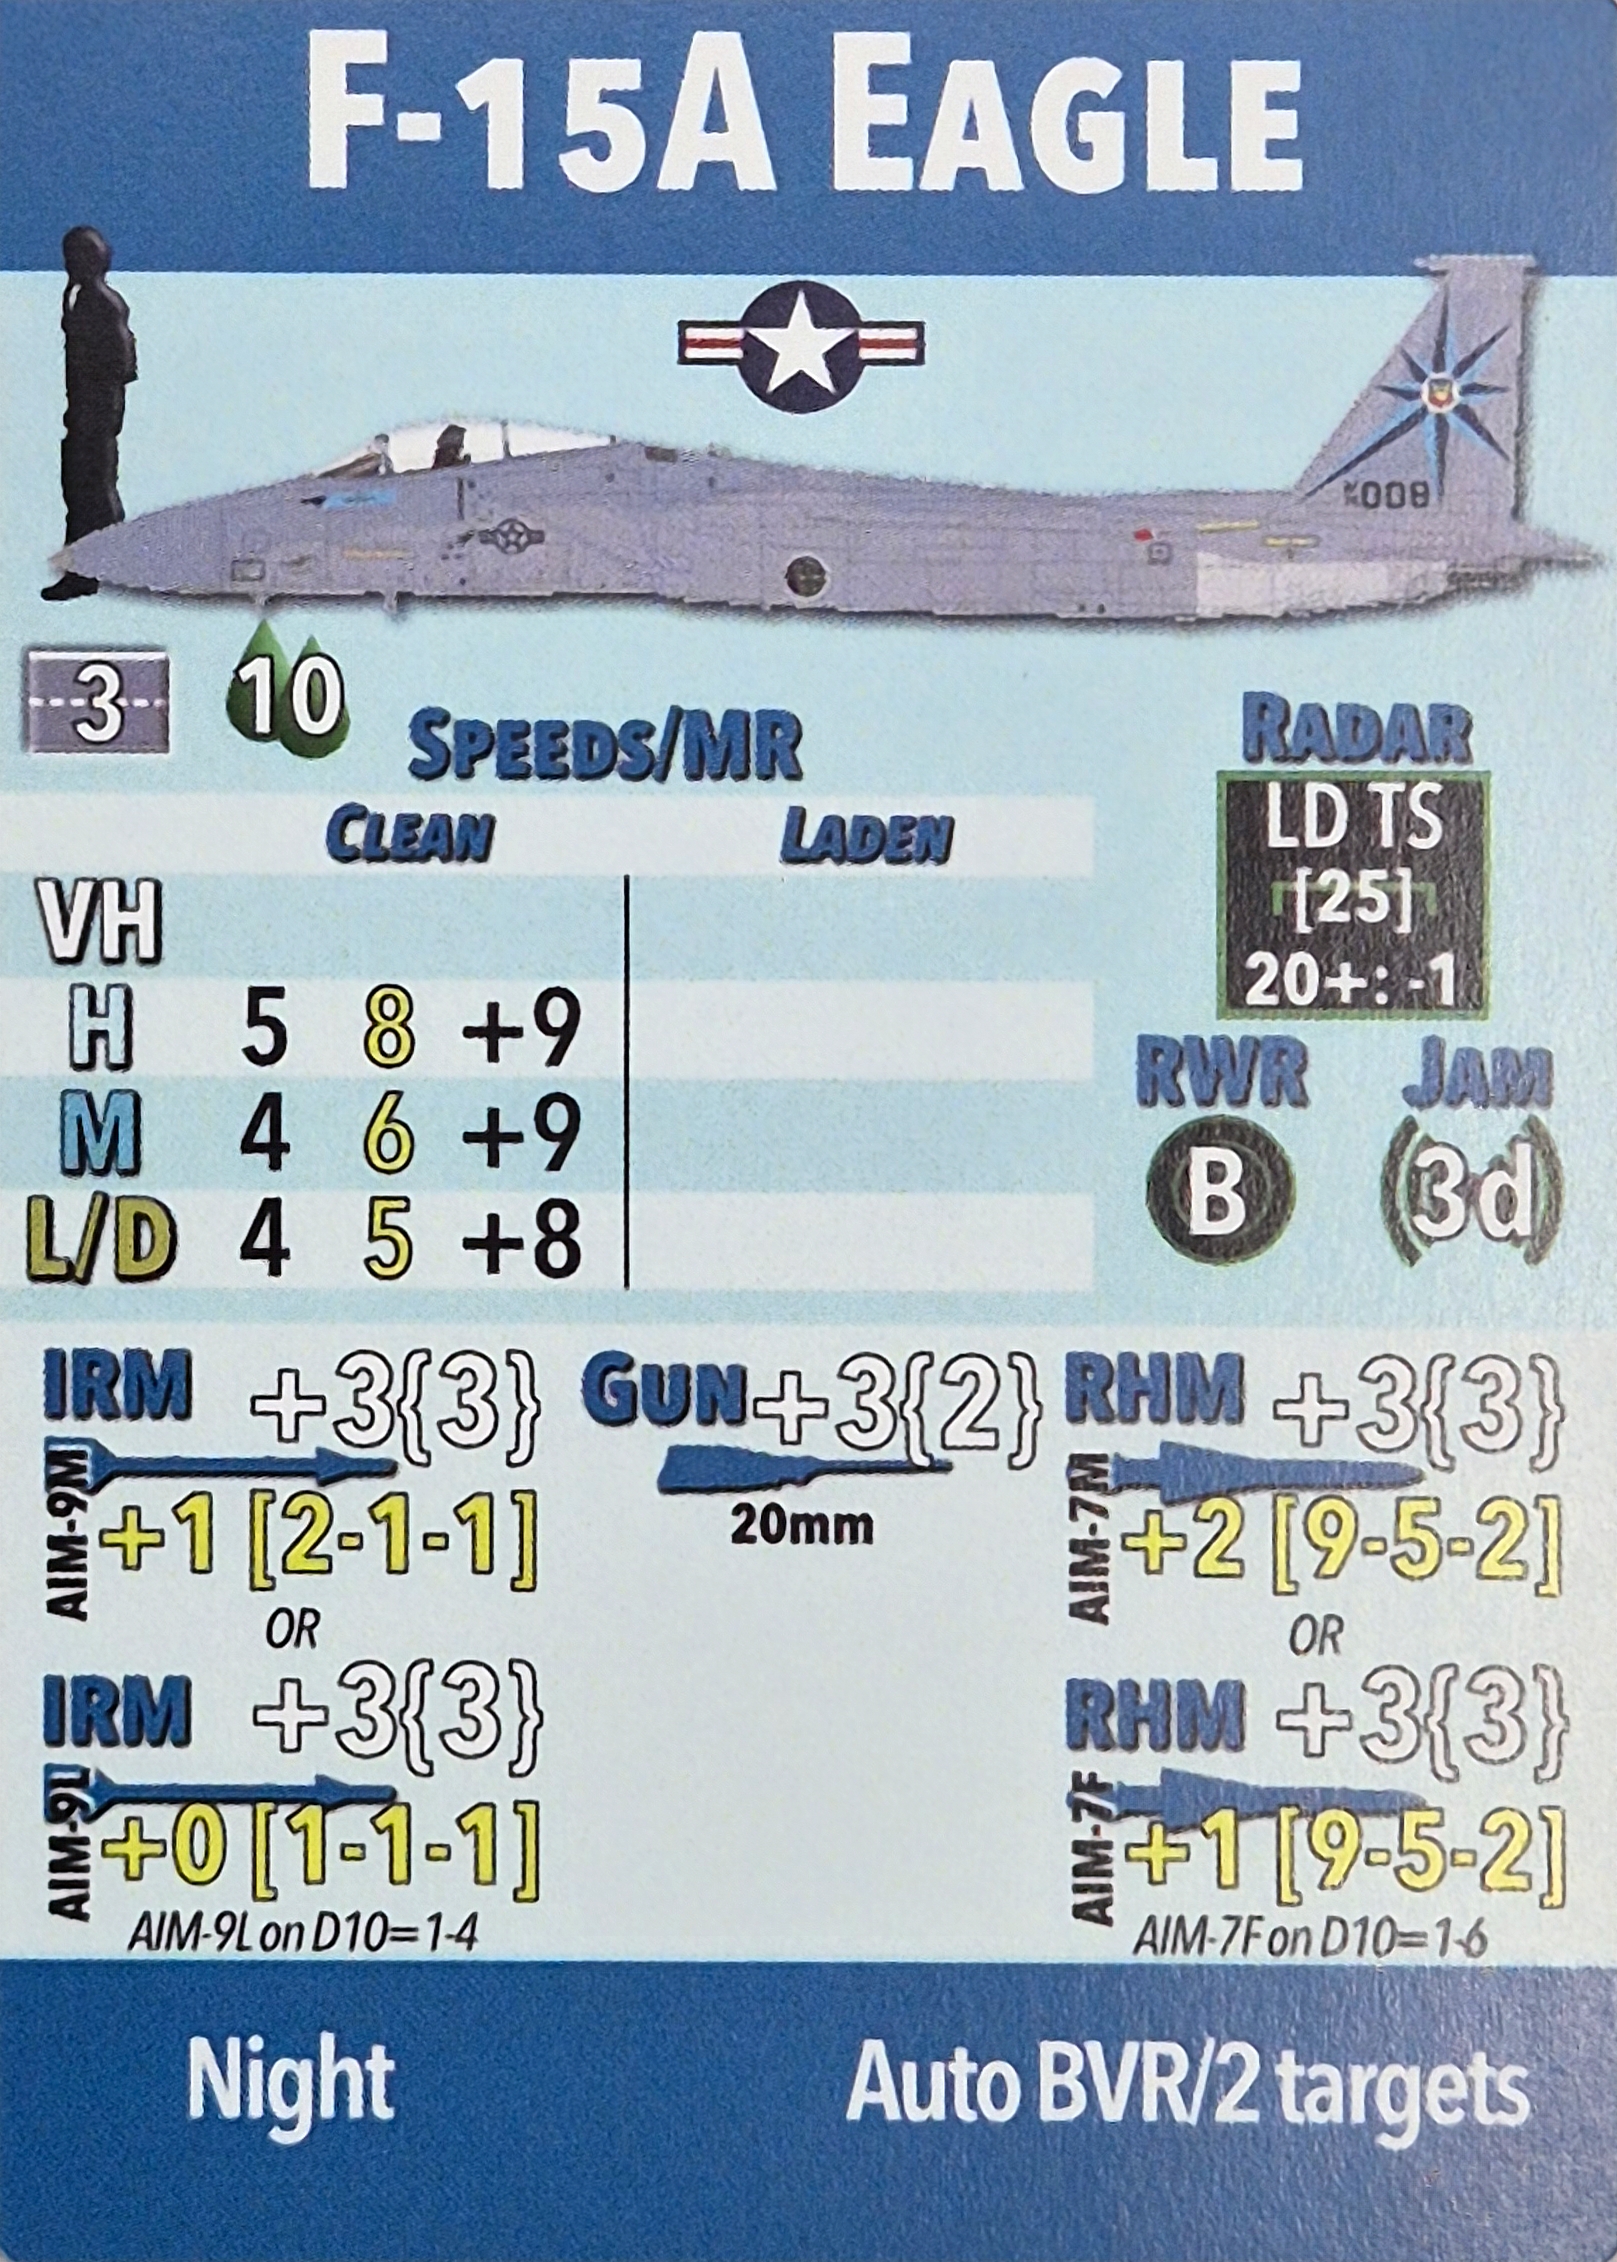 F-15A EAGLE
008
3 10
SPEEDS/MR
RADAR
CLEAN LADEN
LD TS
[25]
20+: -1
VH
H 5 8 +9
M 4 6 +9
L/D 4 5 +8
RWR JAM
B 3d
IRM +3{3} GUN +3{2} RHM +3{3}
AIM-9M +1 [2-1-1] 20mm AIM-7M +2 [9-5-2]
OR OR
IRM +3{3} RHM +3{3}
AIM-9L +0 [1-1-1] AIM-7F +1 [9-5-2]
AIM-9L on D10=1-4 AIM-7F on D10=1-6
Night Auto BVR/2 targets